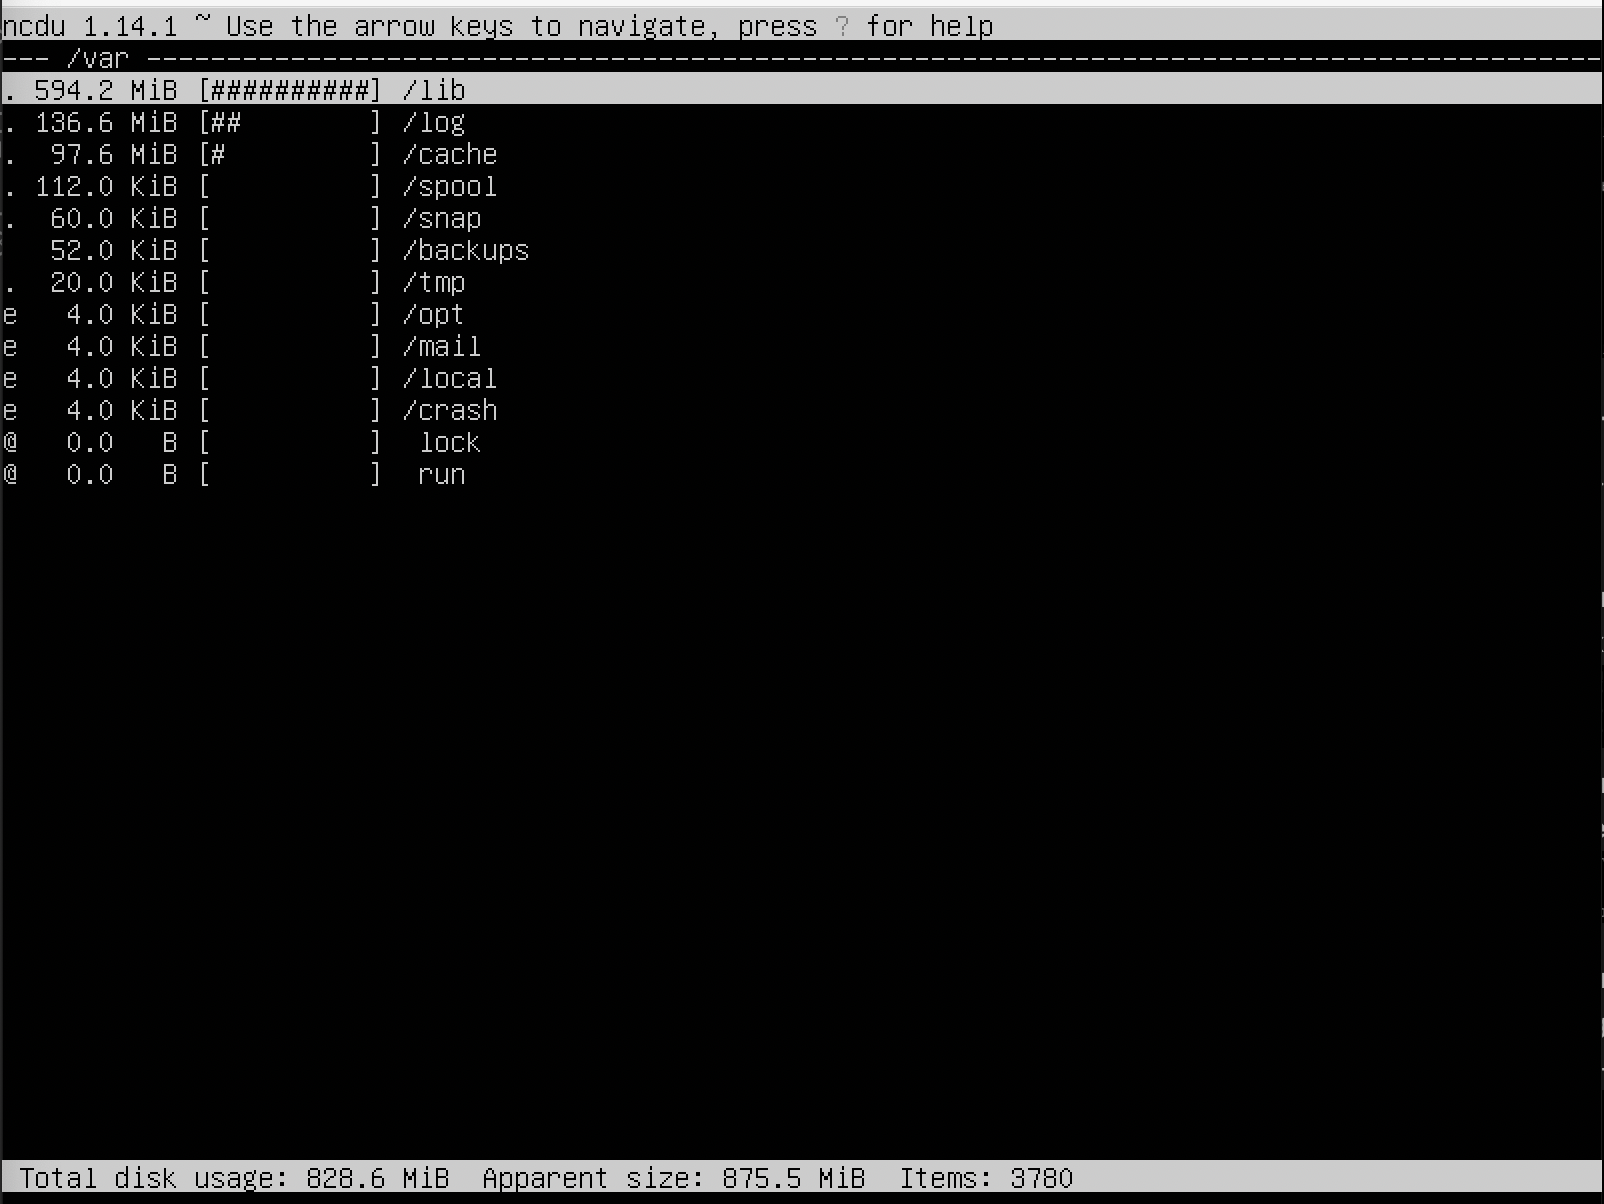 ncdu 1.14.1 ~ Use the arrow keys to navigate, press ? for help
--- /var -------------------------------------------------------------------------------------------
. 594.2 MiB [##########] /lib
. 136.6 MiB [##        ] /log
.  97.6 MiB [#         ] /cache
. 112.0 KiB [          ] /spool
.  60.0 KiB [          ] /snap
   52.0 KiB [          ] /backups
.  20.0 KiB [          ] /tmp
e   4.0 KiB [          ] /opt
e   4.0 KiB [          ] /mail
e   4.0 KiB [          ] /local
e   4.0 KiB [          ] /crash
@   0.0   B [          ]  lock
@   0.0   B [          ]  run
Total disk usage: 828.6 MiB  Apparent size: 875.5 MiB  Items: 3780